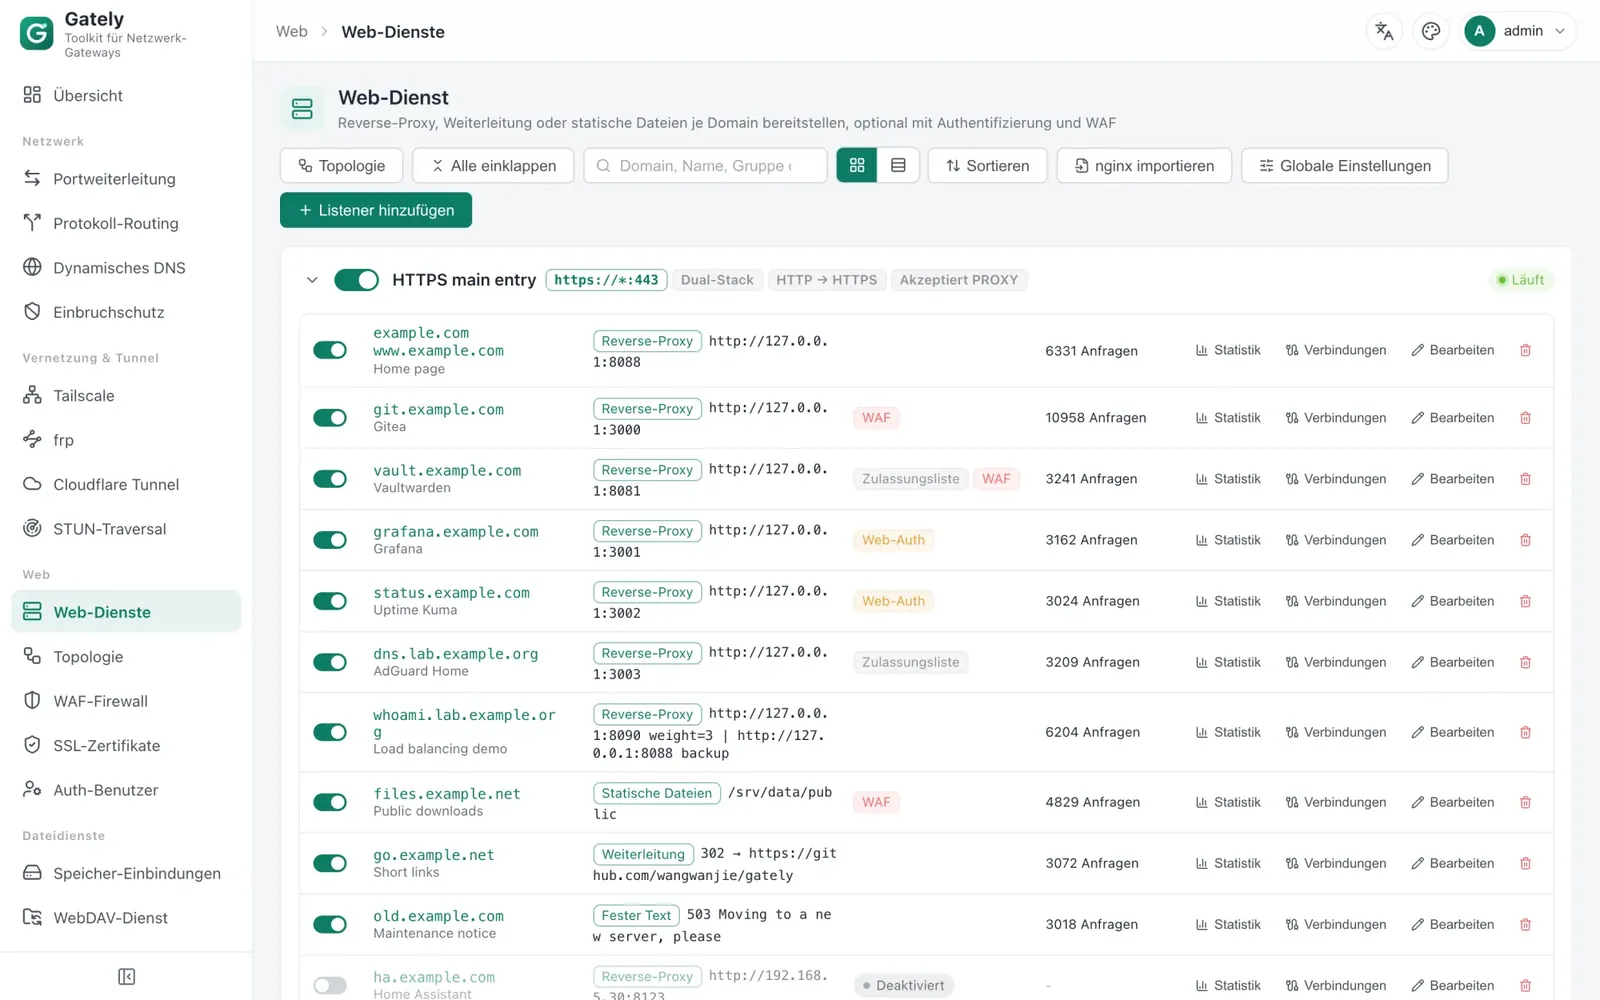 Gately
Toolkit für Netzwerk-
Gateways
Übersicht
Netzwerk
Portweiterleitung
Protokoll-Routing
Dynamisches DNS
Einbruchschutz
Vernetzung & Tunnel
Tailscale
frp
Cloudflare Tunnel
STUN-Traversal
Web
Web-Dienste
Topologie
WAF-Firewall
SSL-Zertifikate
Auth-Benutzer
Dateidienste
Speicher-Einbindungen
WebDAV-Dienst
Web > Web-Dienste
A admin
Web-Dienst
Reverse-Proxy, Weiterleitung oder statische Dateien je Domain bereitstellen, optional mit Authentifizierung und WAF
Topologie Alle einklappen Domain, Name, Gruppe Sortieren nginx importieren Globale Einstellungen
+ Listener hinzufügen
HTTPS main entry https://*:443 Dual-Stack HTTP → HTTPS Akzeptiert PROXY Läuft
example.com
www.example.com
Home page
Reverse-Proxy http://127.0.0.
1:8088
6331 Anfragen Statistik Verbindungen Bearbeiten
git.example.com
Gitea
Reverse-Proxy http://127.0.0.
1:3000
WAF
10958 Anfragen Statistik Verbindungen Bearbeiten
vault.example.com
Vaultwarden
Reverse-Proxy http://127.0.0.
1:8081
Zulassungsliste WAF
3241 Anfragen Statistik Verbindungen Bearbeiten
grafana.example.com
Grafana
Reverse-Proxy http://127.0.0.
1:3001
Web-Auth
3162 Anfragen Statistik Verbindungen Bearbeiten
status.example.com
Uptime Kuma
Reverse-Proxy http://127.0.0.
1:3002
Web-Auth
3024 Anfragen Statistik Verbindungen Bearbeiten
dns.lab.example.org
AdGuard Home
Reverse-Proxy http://127.0.0.
1:3003
Zulassungsliste
3209 Anfragen Statistik Verbindungen Bearbeiten
whoami.lab.example.or
g
Load balancing demo
Reverse-Proxy http://127.0.0.
1:8090 weight=3 | http://127.
0.0.1:8088 backup
6204 Anfragen Statistik Verbindungen Bearbeiten
files.example.net
Public downloads
Statische Dateien /srv/data/pub
lic
WAF
4829 Anfragen Statistik Verbindungen Bearbeiten
go.example.net
Short links
Weiterleitung 302 → https://git
hub.com/wangwanjie/gately
3072 Anfragen Statistik Verbindungen Bearbeiten
old.example.com
Maintenance notice
Fester Text 503 Moving to a ne
w server, please
3018 Anfragen Statistik Verbindungen Bearbeiten
ha.example.com
Home Assistant
Reverse-Proxy http://192.168.
5.30:8123
Deaktiviert
- Statistik Verbindungen Bearbeiten